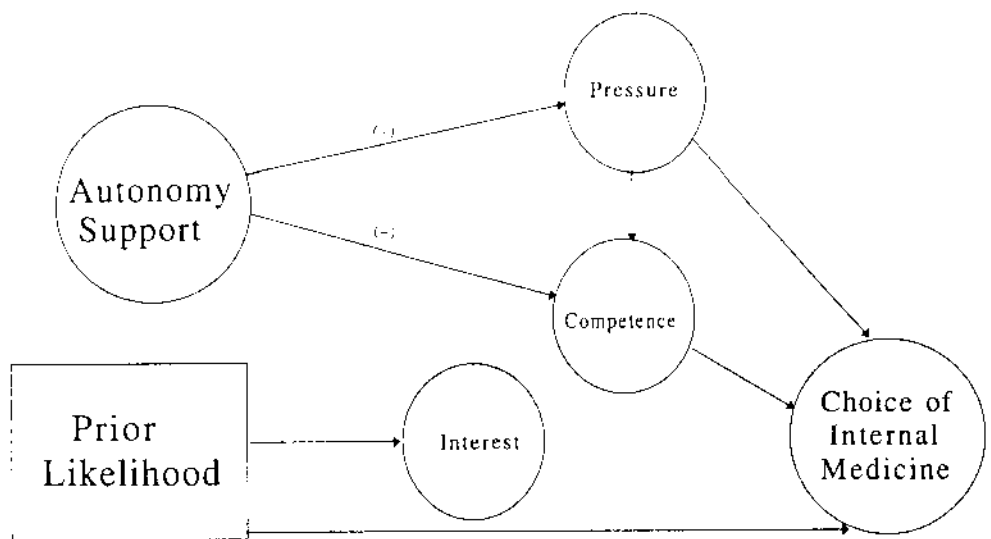 Pressure
Autonomy
Support
Competence
Prior
Likelihood
Interest
Choice of
Internal
Medicine